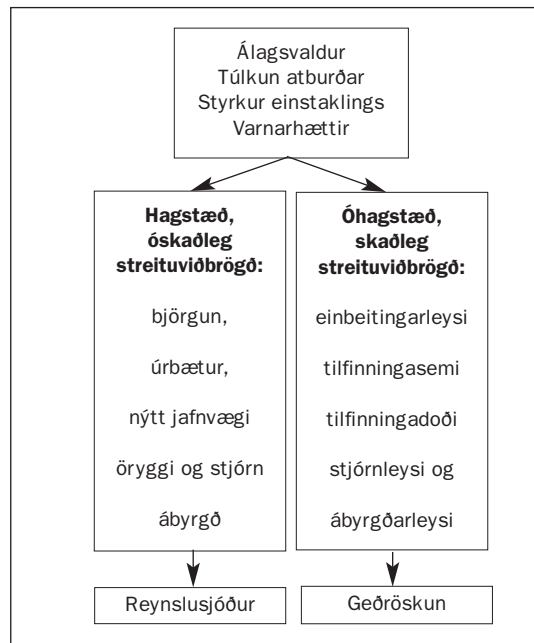 Álagsvaldur
Túlkun atburðar
Styrkur einstaklings
Varnarhættir
Hagstæð,
óskaðleg
streituviðbrögð:
björgun,
úrbætur,
nýtt jafnvægi
öryggi og stjórn
ábyrgð
Reynslusjóður
Óhagstæð,
skaðleg
streituviðbrögð:
einbeitingarleysi
tilfinningasemi
tilfinningadoði
stjórnleysi og
ábyrgðarleysi
Geðröskun